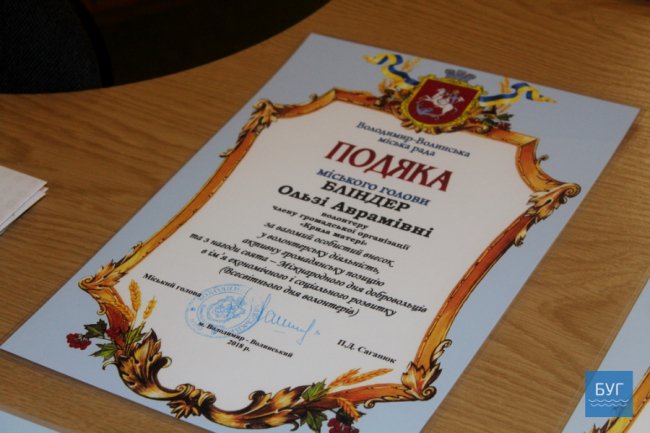 Володимир-Волинська
міська рада
ПОДЯКА
міського голови
БЛІНДЕР
Ользі Аврамівні
волонтеру
члену громадської організації
«Крила матері»
за вагомий особистий внесок
у волонтерську діяльність,
активну громадянську позицію
та з нагоди свята – Міжнародного дня добровольців
в ім'я економічного і соціального розвитку
(Всесвітнього дня волонтерів)
Міський голова
П.Д. Саганюк
м. Володимир - Волинський
2018 р.
БУГ